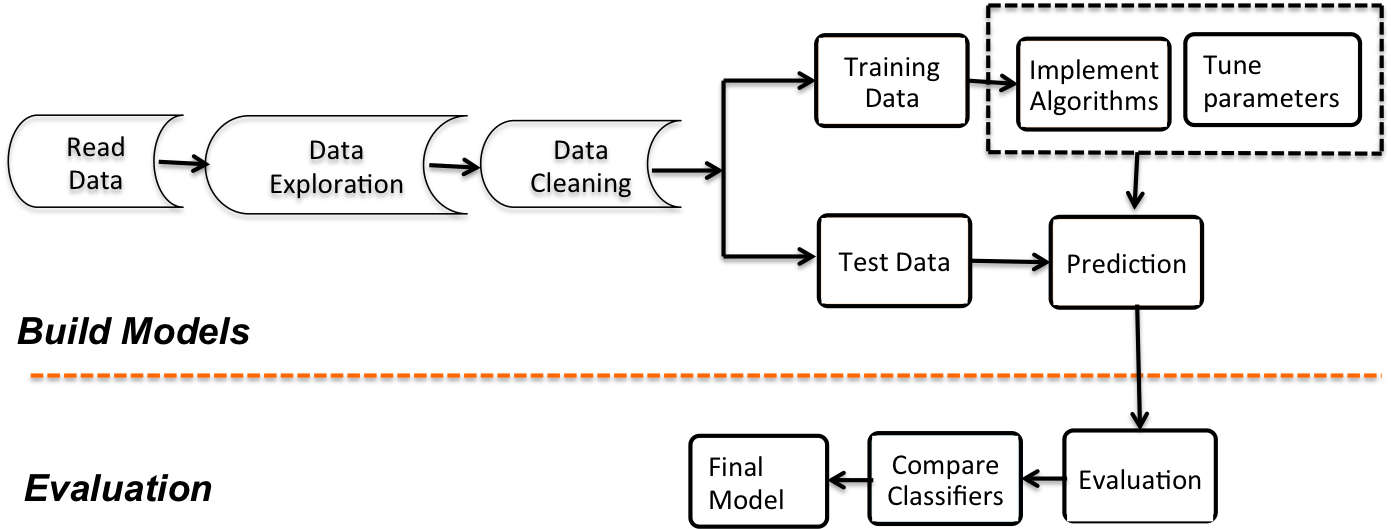 Read
Data
Data
Exploration
Data
Cleaning
Training
Data
Implement
Algorithms
Tune
parameters
Test Data
Prediction
Build Models
Evaluation
Final
Model
Compare
Classifiers
Evaluation